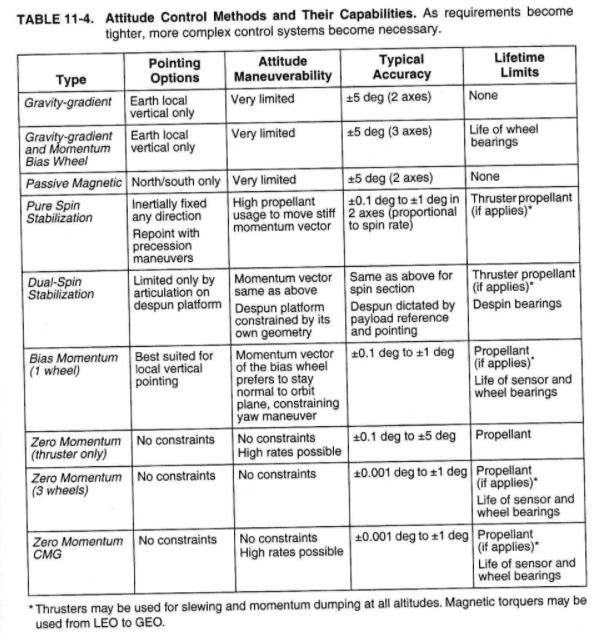 TABLE 11-4. Attitude Control Methods and Their Capabilities. As requirements become
tighter, more complex control systems become necessary.
Type
Pointing
Options
Attitude
Maneuverability
Typical
Accuracy
Lifetime
Limits
Gravity-gradient
Earth local
vertical only
Very limited
±5 deg (2 axes)
None
Gravity-gradient
and Momentum
Bias Wheel
Earth local
vertical only
Very limited
±5 deg (3 axes)
Life of wheel
bearings
Passive Magnetic
North/south only
Very limited
±5 deg (2 axes)
None
Pure Spin
Stabilization
Inertially fixed
any direction
Repoint with
precession
maneuvers
High propellant
usage to move stiff
momentum vector
±0.1 deg to ±1 deg in
2 axes (proportional
to spin rate)
Thruster propellant
(if applies)*
Dual-Spin
Stabilization
Limited only by
articulation on
despun platform
Momentum vector
same as above
Despun platform
constrained by its
own geometry
Same as above for
spin section
Despun dictated by
payload reference
and pointing
Thruster propellant
(if applies)*
Despin bearings
Bias Momentum
(1 wheel)
Best suited for
local vertical
pointing
Momentum vector
of the bias wheel
prefers to stay
normal to orbit
plane, constraining
yaw maneuver
±0.1 deg to ±1 deg
Propellant
(if applies)*
Life of sensor and
wheel bearings
Zero Momentum
(thruster only)
No constraints
No constraints
High rates possible
±0.1 deg to ±5 deg
Propellant
Zero Momentum
(3 wheels)
No constraints
No constraints
±0.001 deg to ±1 deg
Propellant
(if applies)*
Life of sensor and
wheel bearings
Zero Momentum
CMG
No constraints
No constraints
High rates possible
±0.001 deg to ±1 deg
Propellant
(if applies)*
Life of sensor and
wheel bearings
*Thrusters may be used for slewing and momentum dumping at all altitudes. Magnetic torquers may be
used from LEO to GEO.